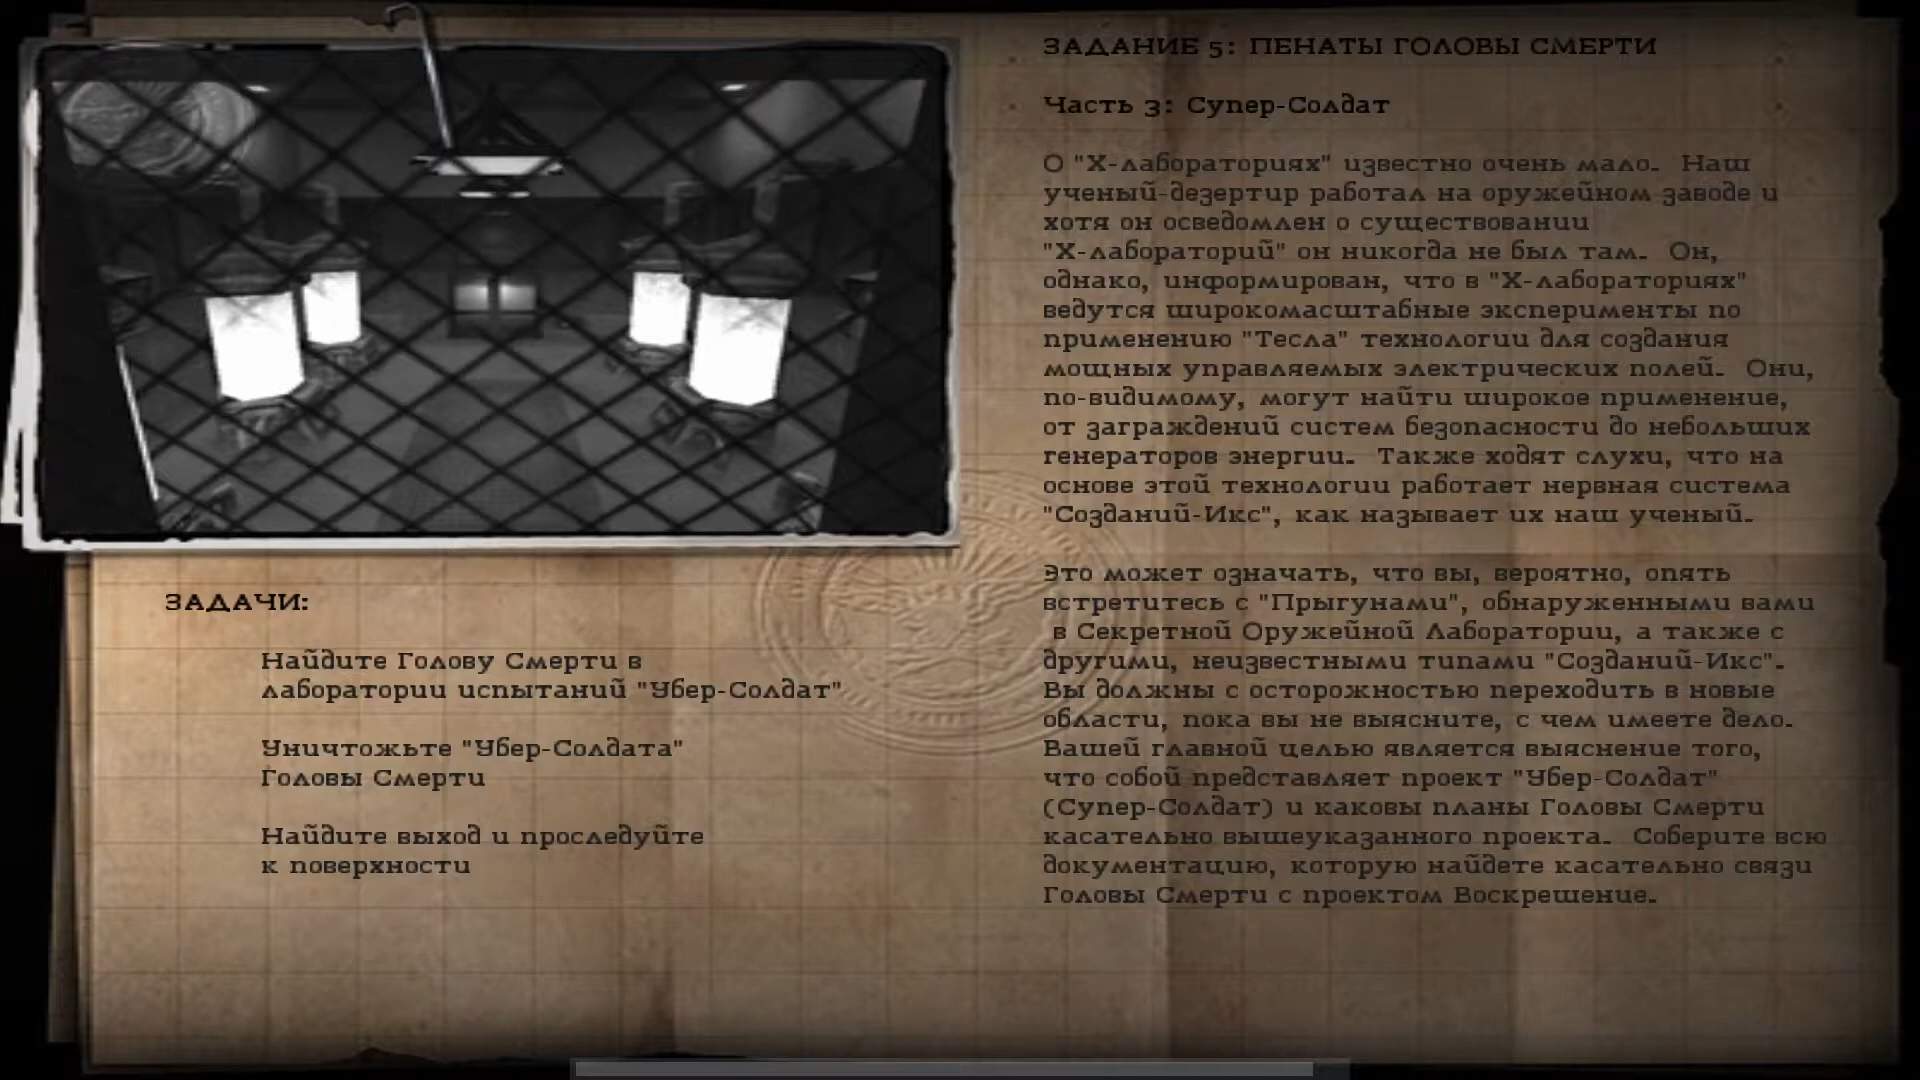 ЗАДАНИЕ 5: ПЕНАТЫ ГОЛОВЫ СМЕРТИ
Часть 3: Супер-Солдат
О "Х-лабораториях" известно очень мало. Наш
ученый-дезертир работал на оружейном заводе и
хотя он осведомлен о существовании
"Х-лабораторий" он никогда не был там. Он,
однако, информирован, что в "Х-лабораториях"
ведутся широкомасштабные эксперименты по
применению "Тесла" технологии для создания
мощных управляемых электрических полей. Они,
по-видимому, могут найти широкое применение,
от заграждений систем безопасности до небольших
генераторов энергии. Также ходят слухи, что на
основе этой технологии работает нервная система
"Созданий-Икс", как называет их наш ученый.
Это может означать, что вы, вероятно, опять
встретитесь с "Прыгунами", обнаруженными вами
в Секретной Оружейной Лаборатории, а также с
другими, неизвестными типами "Созданий-Икс".
Вы должны с осторожностью переходить в новые
области, пока вы не выясните, с чем имеете дело.
Вашей главной целью является выяснение того,
что собой представляет проект "Убер-Солдат"
(Супер-Солдат) и каковы планы Головы Смерти
касательно вышеуказанного проекта. Соберите всю
документацию, которую найдете касательно связи
Головы Смерти с проектом Воскрешение.
ЗАДАЧИ:
Найдите Голову Смерти в
лаборатории испытаний "Убер-Солдат"
Уничтожьте "Убер-Солдата"
Головы Смерти
Найдите выход и проследуйте
к поверхности